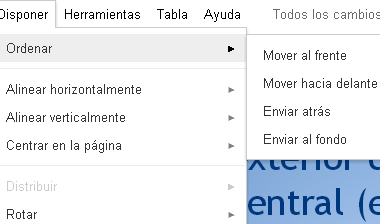 Disponer Herramientas Tabla Ayuda Todos los cambios
Ordenar
Alinear horizontalmente
Alinear verticalmente
Centrar en la página
Distribuir
Rotar
Mover al frente
Mover hacia delante
Enviar atrás
Enviar al fondo
exterior
entral (e